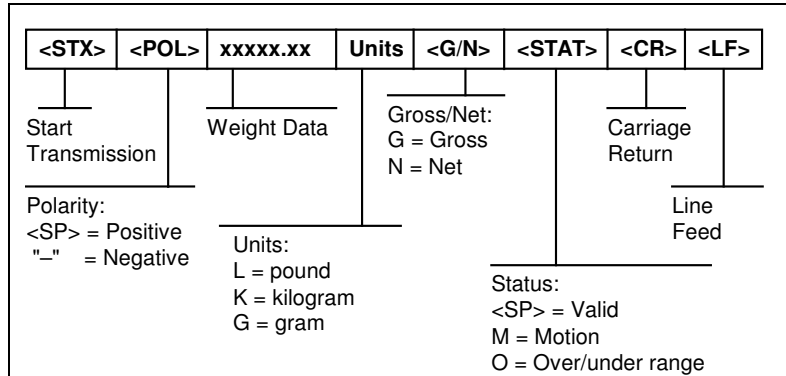 <STX> <POL> xxxxx.xx Units <G/N> <STAT> <CR> <LF>
Start
Transmission
Weight Data
Gross/Net:
G = Gross
N = Net
Carriage
Return
Polarity:
<SP> = Positive
"–" = Negative
Units:
L = pound
K = kilogram
G = gram
Line
Feed
Status:
<SP> = Valid
M = Motion
O = Over/under range